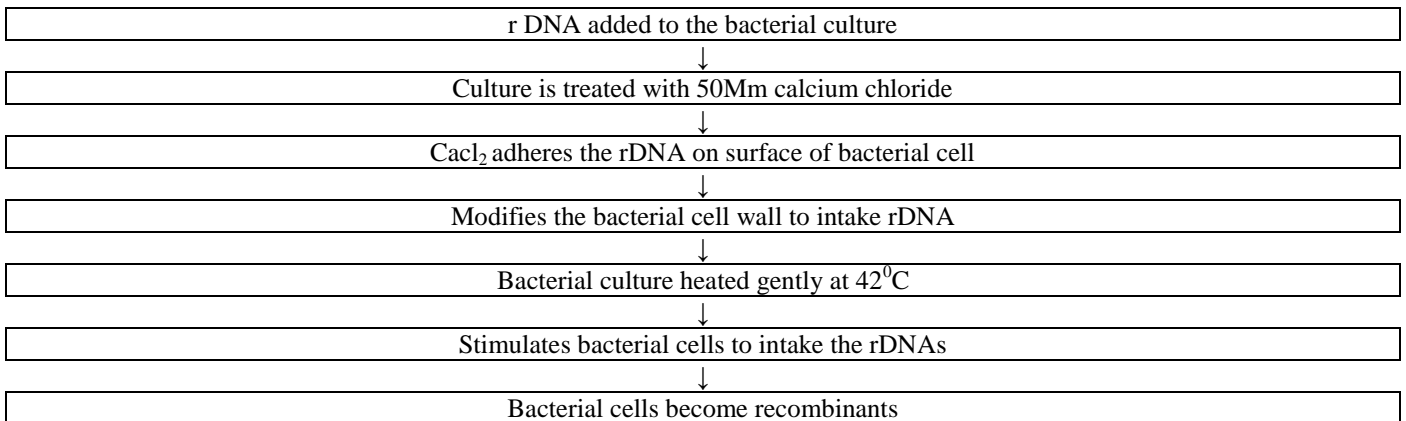 r DNA added to the bacterial culture
↓
Culture is treated with 50Mm calcium chloride
↓
Cacl₂ adheres the rDNA on surface of bacterial cell
↓
Modifies the bacterial cell wall to intake rDNA
↓
Bacterial culture heated gently at 42⁰C
↓
Stimulates bacterial cells to intake the rDNAs
↓
Bacterial cells become recombinants